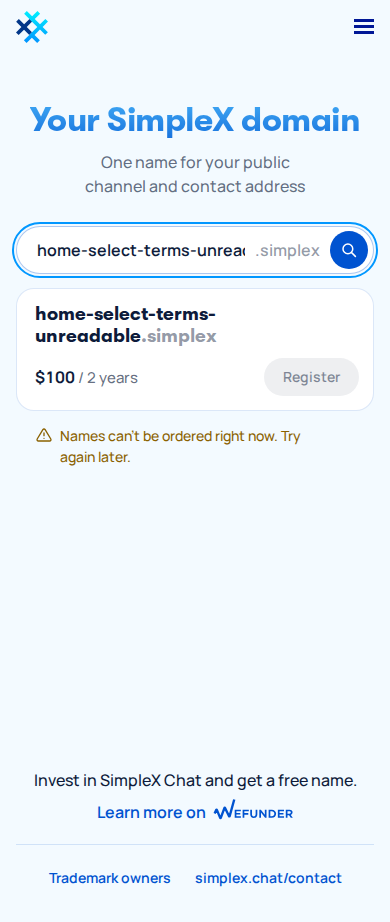 Your SimpleX domain
One name for your public
channel and contact address
home-select-terms-unread .simplex
home-select-terms-
unreadable.simplex
$100 / 2 years
Register
Names can't be ordered right now. Try
again later.
Invest in SimpleX Chat and get a free name.
Learn more on WEFUNDER
Trademark owners
simplex.chat/contact